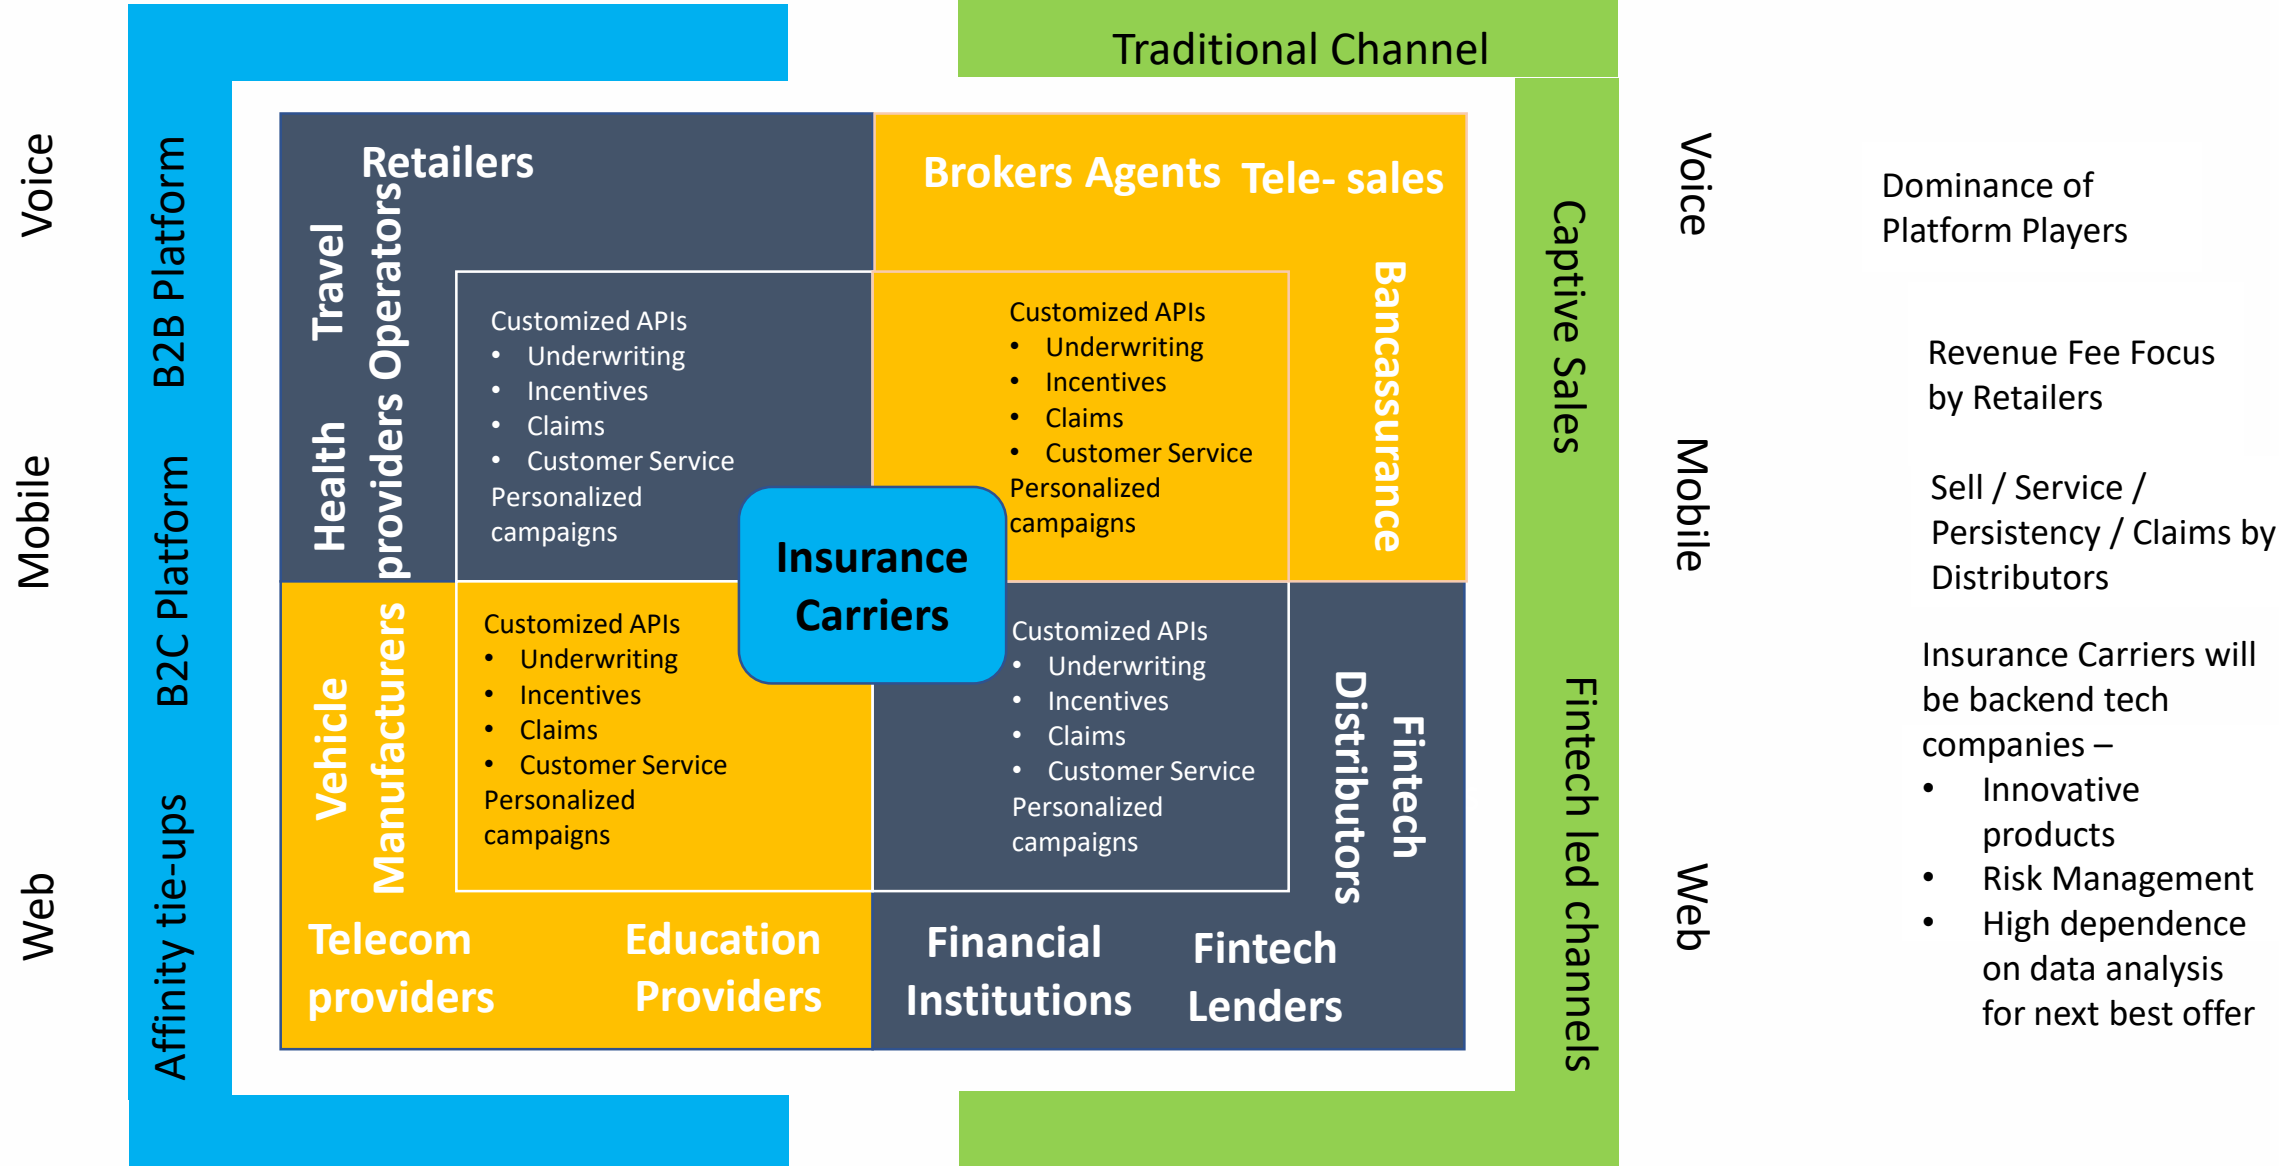 Traditional Channel
Voice
Mobile
Web
B2B Platform
B2C Platform
Affinity tie-ups
Retailers
Travel
Operators
Health
providers
Customized APIs
• Underwriting
• Incentives
• Claims
• Customer Service
Personalized
campaigns
Brokers Agents
Tele- sales
Bancassurance
Customized APIs
• Underwriting
• Incentives
• Claims
• Customer Service
Personalized
campaigns
Insurance
Carriers
Vehicle
Manufacturers
Customized APIs
• Underwriting
• Incentives
• Claims
• Customer Service
Personalized
campaigns
Telecom
providers
Education
Providers
Customized APIs
• Underwriting
• Incentives
• Claims
• Customer Service
Personalized
campaigns
Fintech
Distributors
Financial
Institutions
Fintech
Lenders
Captive Sales
Fintech led channels
Voice
Mobile
Web
Dominance of
Platform Players
Revenue Fee Focus
by Retailers
Sell / Service /
Persistency / Claims by
Distributors
Insurance Carriers will
be backend tech
companies –
• Innovative
products
• Risk Management
• High dependence
on data analysis
for next best offer